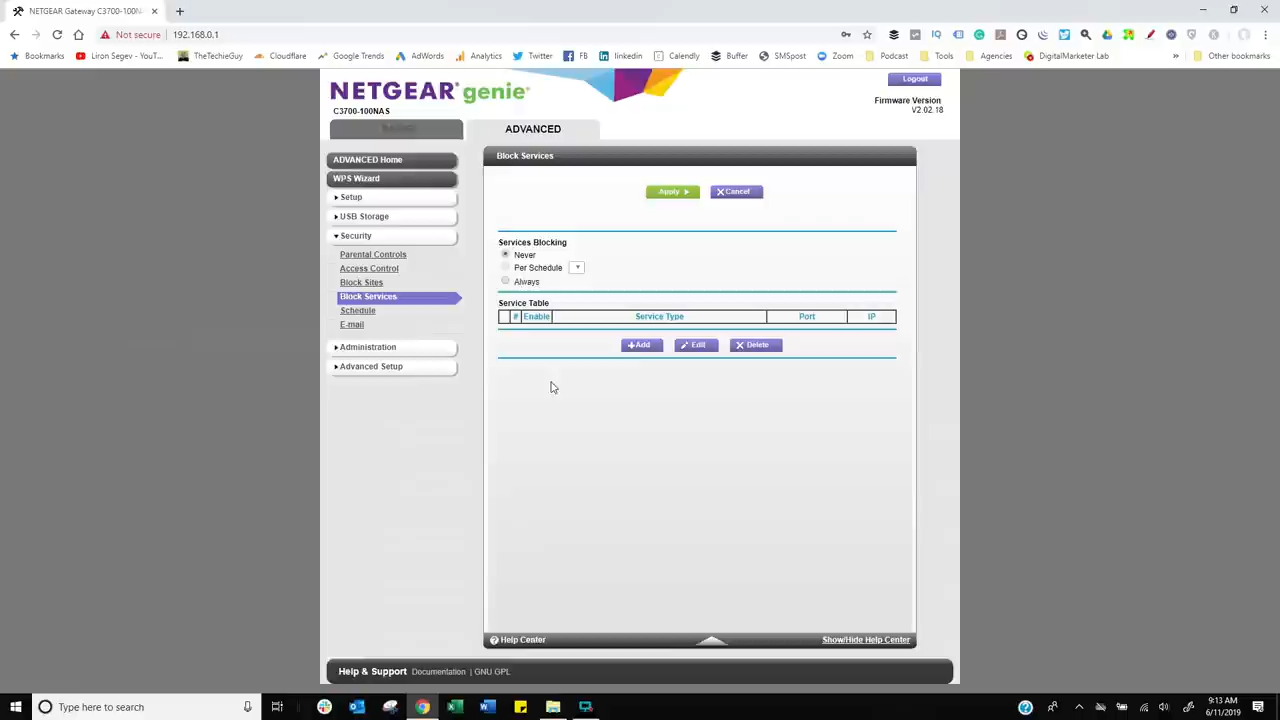 NETGEAR Gateway C3700-100N
Not secure
192.168.0.1
Bookmarks
Liron Segev - YouT...
TheTechieGuy
Cloudflare
Google Trends
AdWords
Analytics
Twitter
FB
linkedin
Calendly
Buffer
SMSpost
Zoom
Podcast
Tools
Agencies
DigitalMarketer Lab
»
Other bookmarks
NETGEAR® genie®
Logout
Firmware Version
V2.02.18
C3700-100NAS
ADVANCED
ADVANCED Home
WPS Wizard
Setup
USB Storage
Security
Parental Controls
Access Control
Block Sites
Block Services
Schedule
E-mail
Administration
Advanced Setup
Block Services
Apply
Cancel
Services Blocking
Never
Per Schedule
Always
Service Table
# Enable Service Type Port IP
+Add
Edit
Delete
Help Center
Show/Hide Help Center
Help & Support Documentation | GNU GPL
Type here to search
9:13 AM
6/11/2019